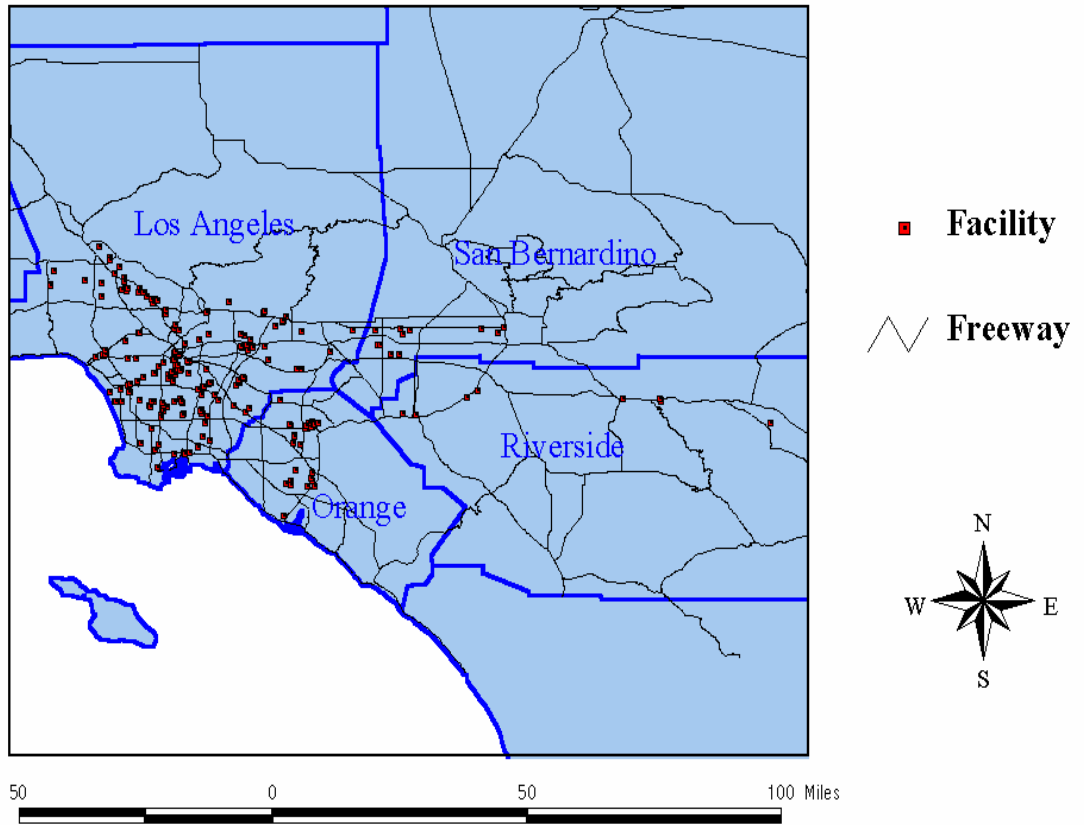 Los Angeles
San Bernardino
Riverside
Orange
Facility
Freeway
N
W E
S
50 0 50 100 Miles